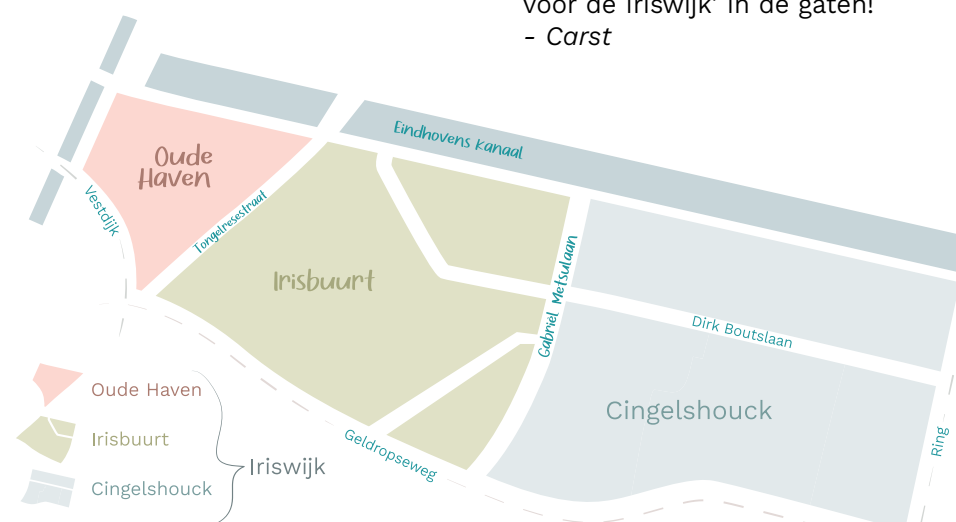 voor de Iriswijk' in de gaten!
- Carst
Eindhovens kanaal
Oude
Haven
Vestdijk
Tongelresestraat
Irisbuurt
Gabriël Metsulaan
Dirk Boutslaan
Cingelshouck
Geldropseweg
Ring
Oude Haven
Irisbuurt
Cingelshouck
Iriswijk